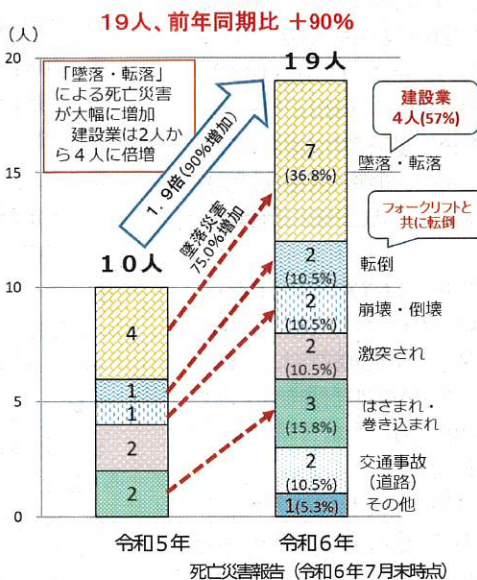 19人、前年同期比 +90%
(人)
20
15
10
5
0
「墜落・転落」
による死亡災害
が大幅に増加
建設業は2人か
ら4人に倍増
1.9倍(90%増加)
墜落災害
75.0%増加
10人
4
1
1
2
2
19人
7
(36.8%)
2
(10.5%)
2
(10.5%)
2
(10.5%)
3
(15.8%)
2
(10.5%)
1(5.3%)
建設業
4人(57%)
墜落・転落
フォークリフトと
共に転倒
転倒
崩壊・倒壊
激突され
はさまれ・
巻き込まれ
交通事故
(道路)
その他
令和5年
令和6年
死亡災害報告(令和6年7月末時点)